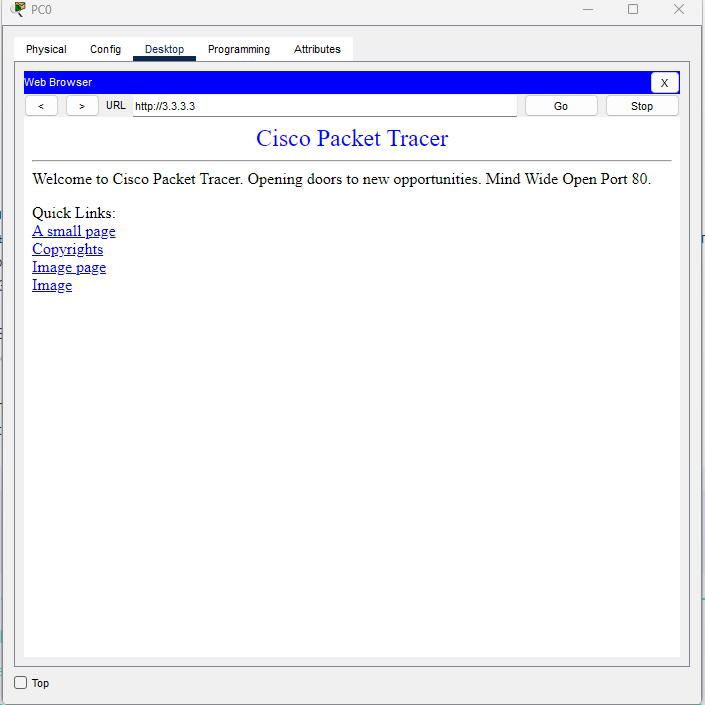 PC0
Physical Config Desktop Programming Attributes
Web Browser X
< > URL http://3.3.3.3 Go Stop
Cisco Packet Tracer
Welcome to Cisco Packet Tracer. Opening doors to new opportunities. Mind Wide Open Port 80.
Quick Links:
A small page
Copyrights
Image page
Image
Top